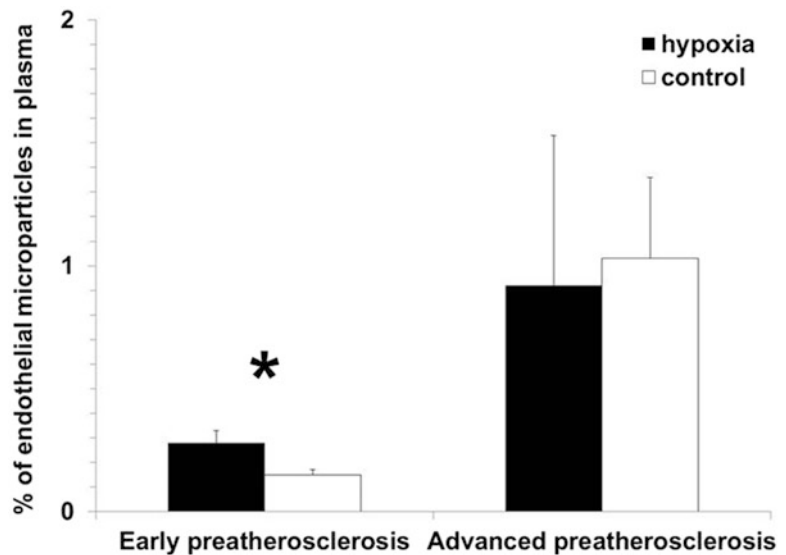 % of endothelial microparticles in plasma
2
1
0
hypoxia
control
*
Early preatherosclerosis
Advanced preatherosclerosis